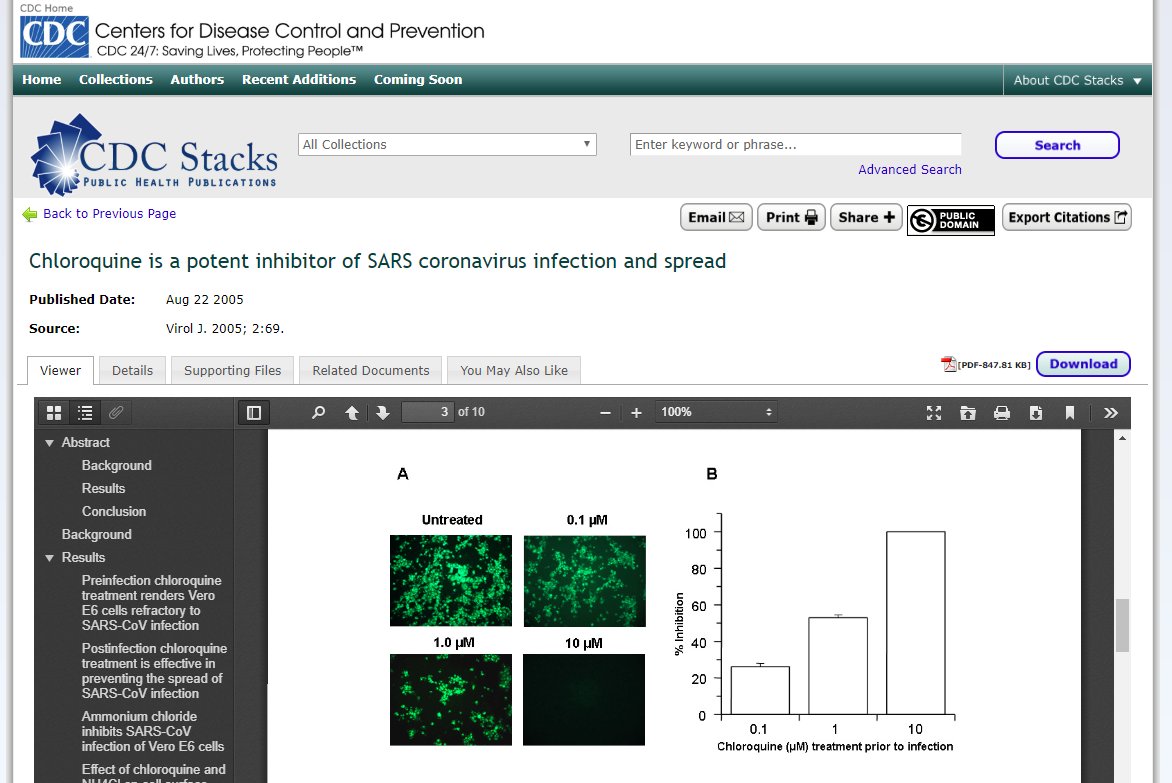 CDC Home
CDC Centers for Disease Control and Prevention
CDC 24/7: Saving Lives, Protecting People™
Home Collections Authors Recent Additions Coming Soon About CDC Stacks
CDC Stacks
PUBLIC HEALTH PUBLICATIONS
All Collections
Enter keyword or phrase...
Search
Advanced Search
Back to Previous Page
Email Print Share + PUBLIC DOMAIN Export Citations
Chloroquine is a potent inhibitor of SARS coronavirus infection and spread
Published Date: Aug 22 2005
Source: Virol J. 2005; 2:69.
Viewer Details Supporting Files Related Documents You May Also Like
[PDF-847.81 KB] Download
3 of 10 100%
Abstract
Background
Results
Conclusion
Background
Results
Preinfection chloroquine
treatment renders Vero
E6 cells refractory to
SARS-CoV infection
Postinfection chloroquine
treatment is effective in
preventing the spread of
SARS-CoV infection
Ammonium chloride
inhibits SARS-CoV
infection of Vero E6 cells
Effect of chloroquine and
NH4Cl on cell surface
A
Untreated 0.1 µM
1.0 µM 10 µM
B
% Inhibition
100
80
60
40
20
0
0.1 1 10
Chloroquine (µM) treatment prior to infection